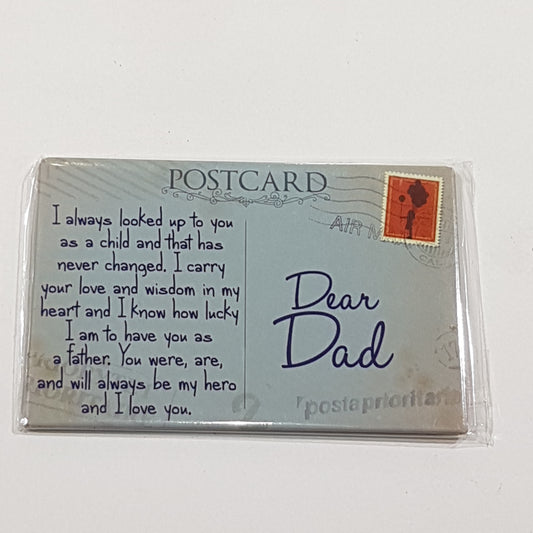 POSTCARD
AIR M
I always looked up to you
as a child and that has
never changed. I carry
your love and wisdom in my
heart and I know how lucky
I am to have you as
a father. You were, are,
and will always be my hero
and I love you.
Dear
Dad
postaprioritaria